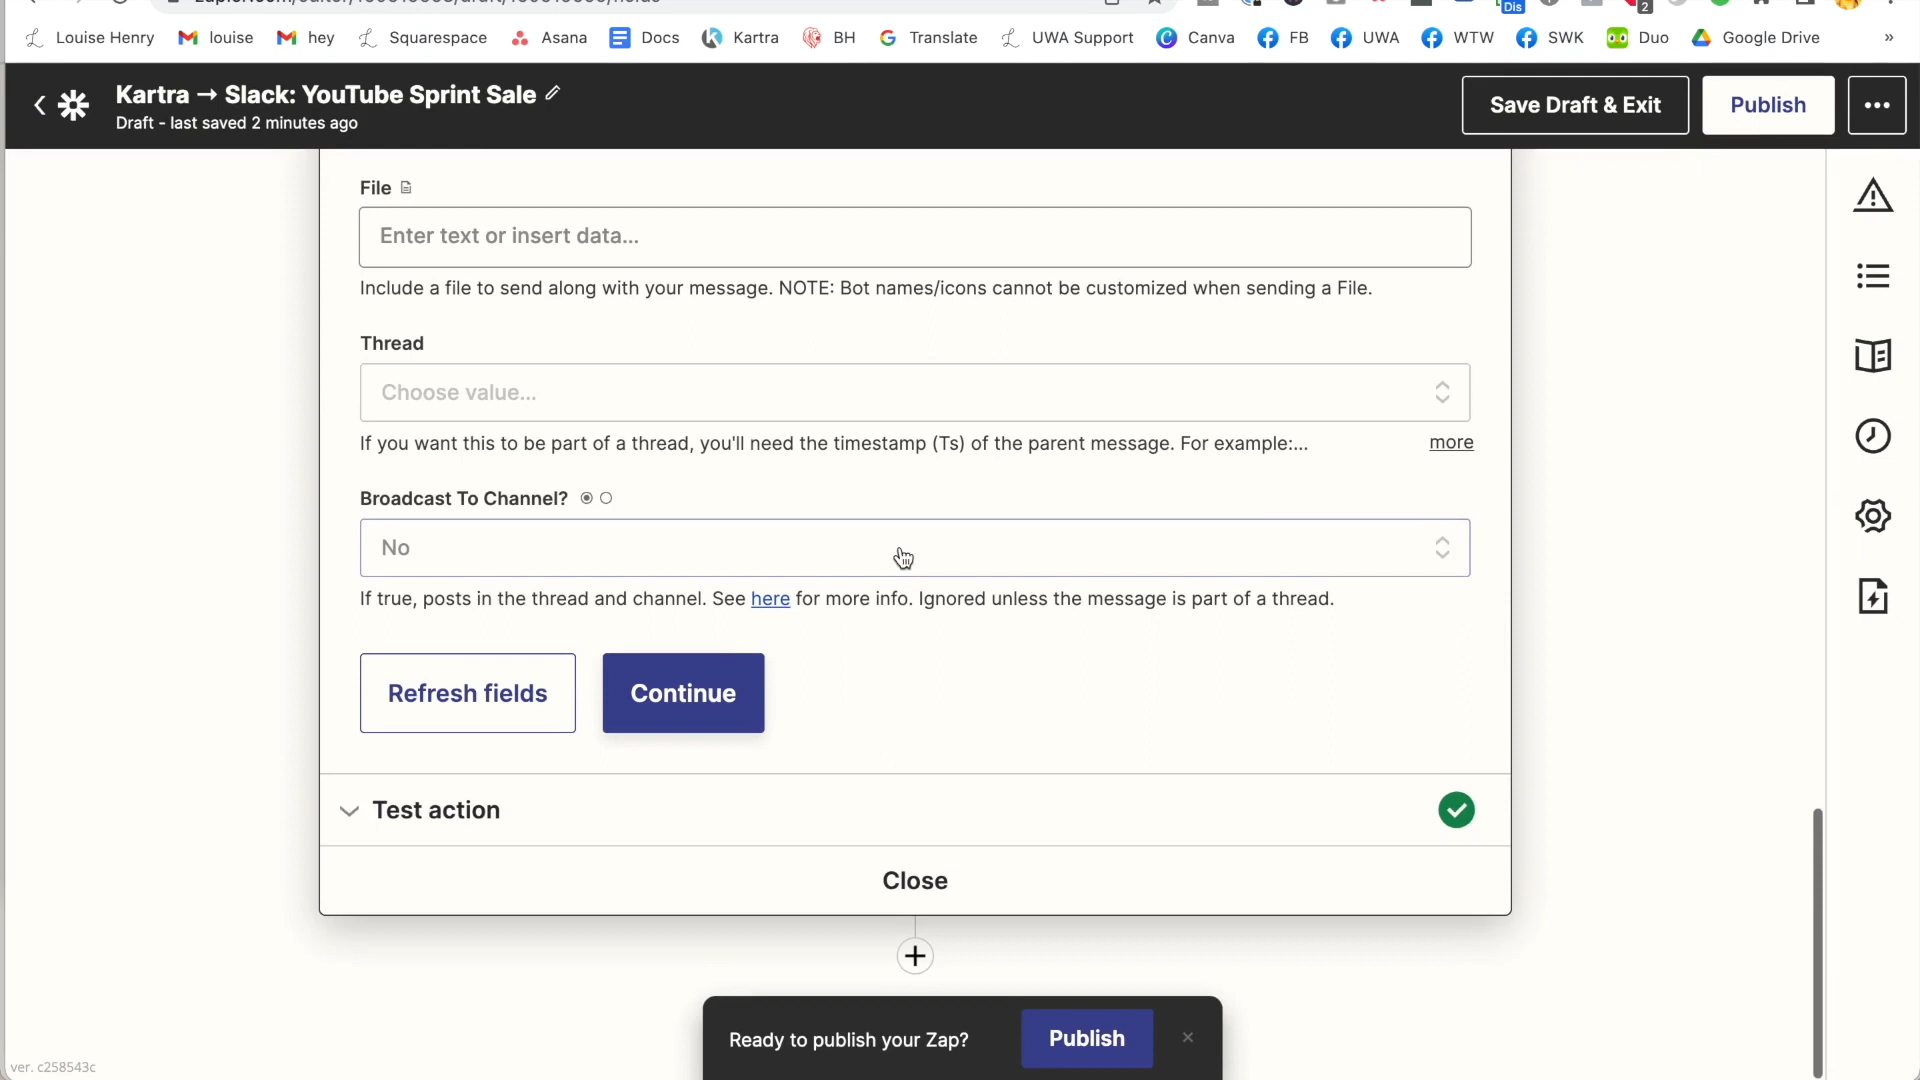 Dis
2
Louise Henry louise hey Squarespace Asana Docs Kartra BH Translate UWA Support Canva FB UWA WTW SWK Duo Google Drive »
Kartra → Slack: YouTube Sprint Sale
Draft - last saved 2 minutes ago
Save Draft & Exit
Publish
File
Enter text or insert data...
Include a file to send along with your message. NOTE: Bot names/icons cannot be customized when sending a File.
Thread
Choose value...
If you want this to be part of a thread, you'll need the timestamp (Ts) of the parent message. For example:... more
Broadcast To Channel?
No
If true, posts in the thread and channel. See here for more info. Ignored unless the message is part of a thread.
Refresh fields
Continue
Test action
Close
Ready to publish your Zap?
Publish
ver. c258543c